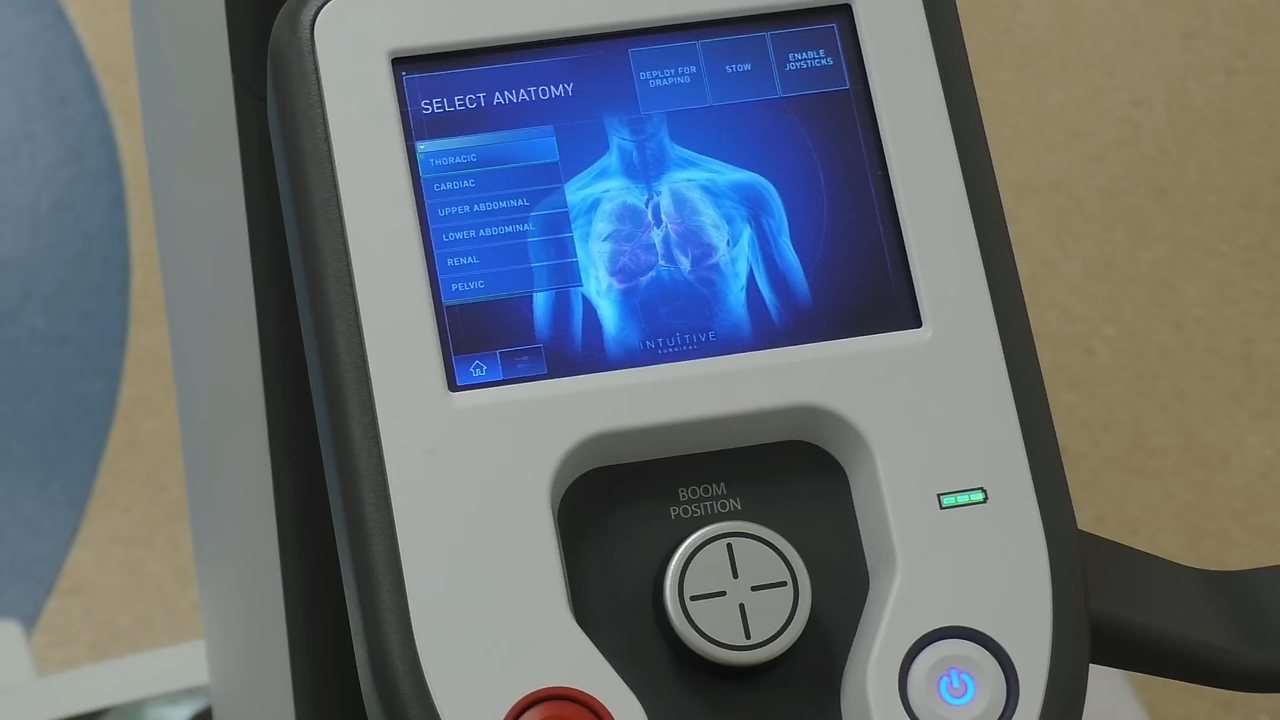 SELECT ANATOMY
DEPLOY FOR
DRAPING
STOW
ENABLE
JOYSTICKS
THORACIC
CARDIAC
UPPER ABDOMINAL
LOWER ABDOMINAL
RENAL
PELVIC
INTUITIVE
SURGICAL
BOOM
POSITION